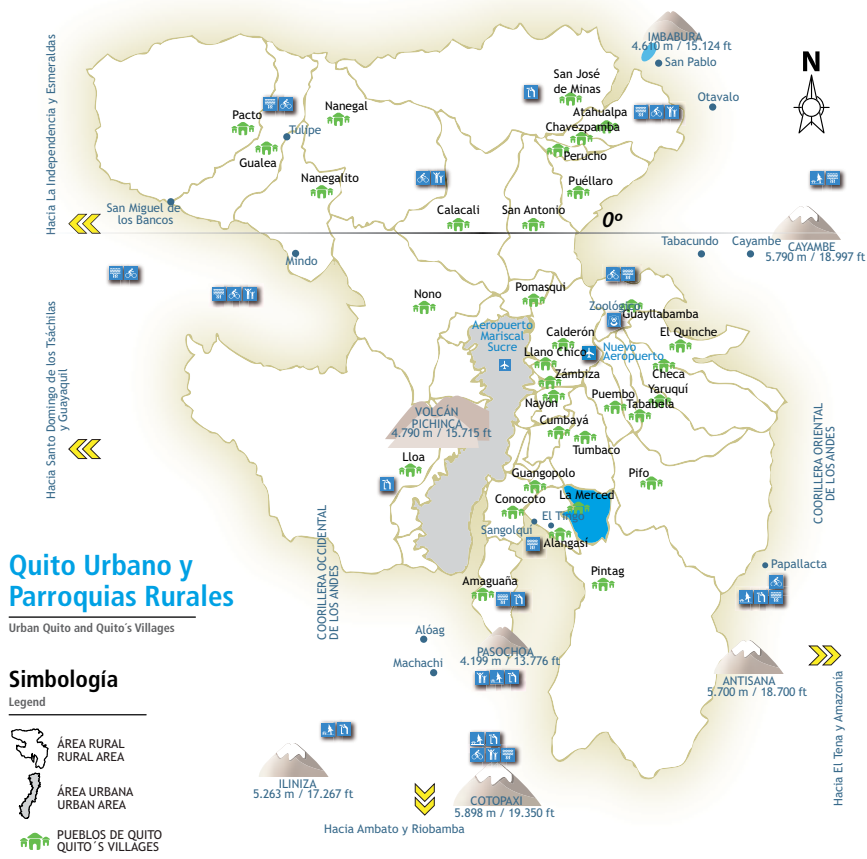 IMBABURA
4.610 m / 15.124 ft
San Pablo
N
Otavalo
Hacia La Independencia y Esmeraldas
San José
de Minas
Atahualpa
Chavezpamba
Perucho
Puéllaro
Pacto
Nanegal
Tulipe
Gualea
Nanegalito
San Miguel de
los Bancos
Calacali
San Antonio
0º
Tabacundo
Cayambe
CAYAMBE
5.790 m / 18.997 ft
Mindo
Nono
Pomasqui
Zoológico
Guayllabamba
El Quinche
Aeropuerto
Mariscal
Sucre
Calderón
Nuevo
Aeropuerto
Llano Chico
Checa
Zámbiza
Yaruquí
Puembo
Tababela
Nayón
Cumbayá
Tumbaco
Hacia Santo Domingo de los Tsáchilas
y Guayaquil
VOLCÁN
PICHINCA
4.790 m / 15.715 ft
Lloa
Guangopolo
Pifo
La Merced
Conocoto
El Tingo
Sangolqui
Alangasí
COORILLERA ORIENTAL
DE LOS ANDES
Papallacta
Pintag
Amaguaña
COORILLERA OCCIDENTAL
DE LOS ANDES
Quito Urbano y
Parroquias Rurales
Urban Quito and Quito´s Villages
Alóag
Machachi
PASOCHOA
4.199 m / 13.776 ft
ANTISANA
5.700 m / 18.700 ft
Hacia El Tena y Amazonía
Simbología
Legend
ÁREA RURAL
RURAL AREA
ÁREA URBANA
URBAN AREA
PUEBLOS DE QUITO
QUITO´S VILLAGES
ILINIZA
5.263 m / 17.267 ft
COTOPAXI
5.898 m / 19.350 ft
Hacia Ambato y Riobamba